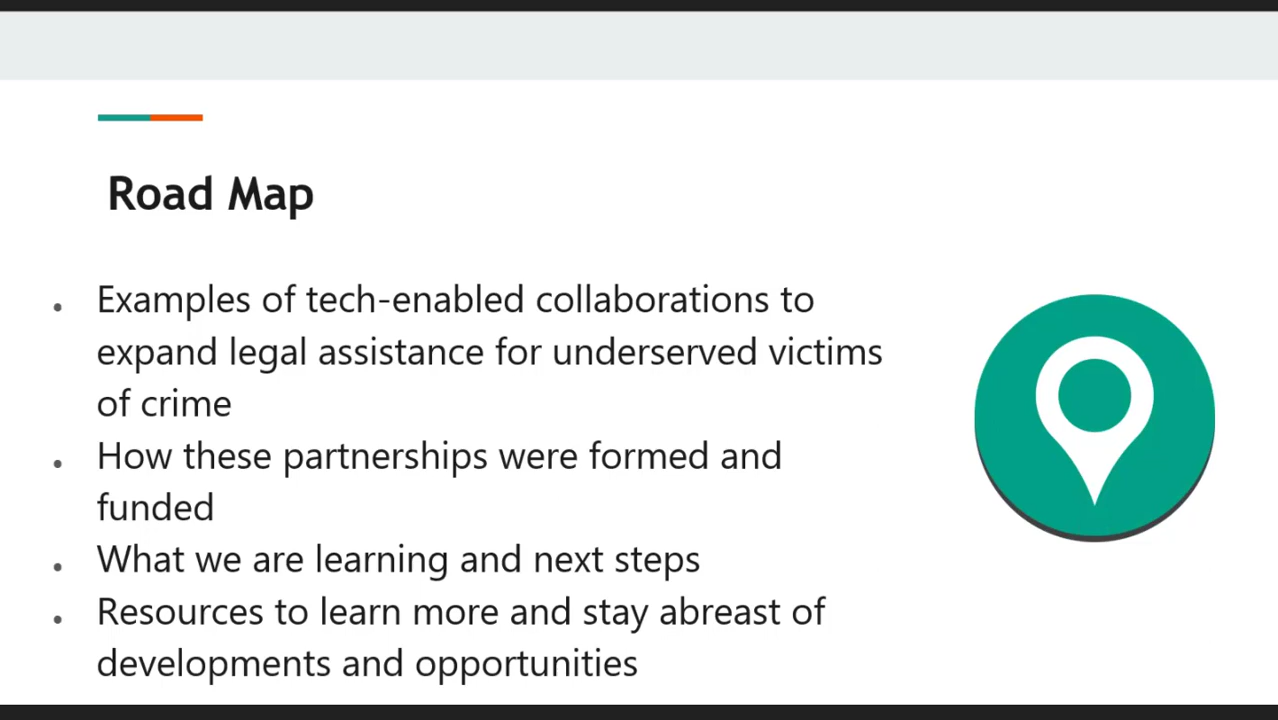 Road Map
• Examples of tech-enabled collaborations to
expand legal assistance for underserved victims
of crime
• How these partnerships were formed and
funded
• What we are learning and next steps
• Resources to learn more and stay abreast of
developments and opportunities